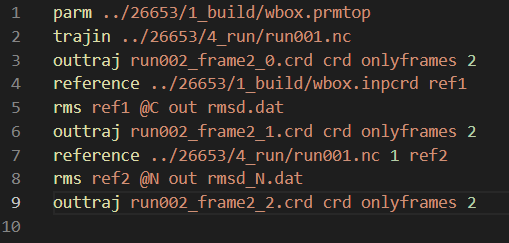 1 parm ../26653/1_build/wbox.prmtop
2 trajin ../26653/4_run/run001.nc
3 outtraj run002_frame2_0.crd crd onlyframes 2
4 reference ../26653/1_build/wbox.inpcrd ref1
5 rms ref1 @C out rmsd.dat
6 outtraj run002_frame2_1.crd crd onlyframes 2
7 reference ../26653/4_run/run001.nc 1 ref2
8 rms ref2 @N out rmsd_N.dat
9 outtraj run002_frame2_2.crd crd onlyframes 2
10